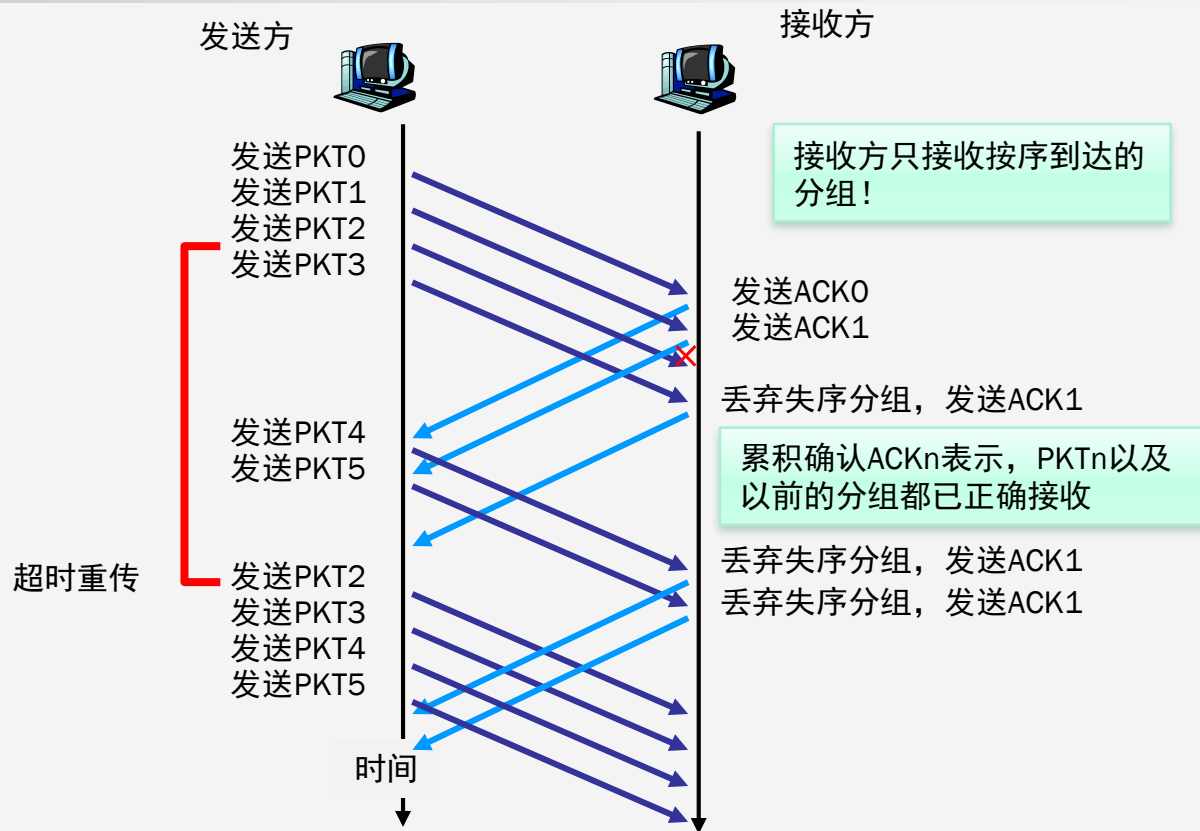 发送方
接收方
发送PKT0
发送PKT1
发送PKT2
发送PKT3
接收方只接收按序到达的
分组！
发送ACK0
发送ACK1
丢弃失序分组，发送ACK1
发送PKT4
发送PKT5
累积确认ACKn表示，PKTn以及
以前的分组都已正确接收
丢弃失序分组，发送ACK1
丢弃失序分组，发送ACK1
超时重传
发送PKT2
发送PKT3
发送PKT4
发送PKT5
时间